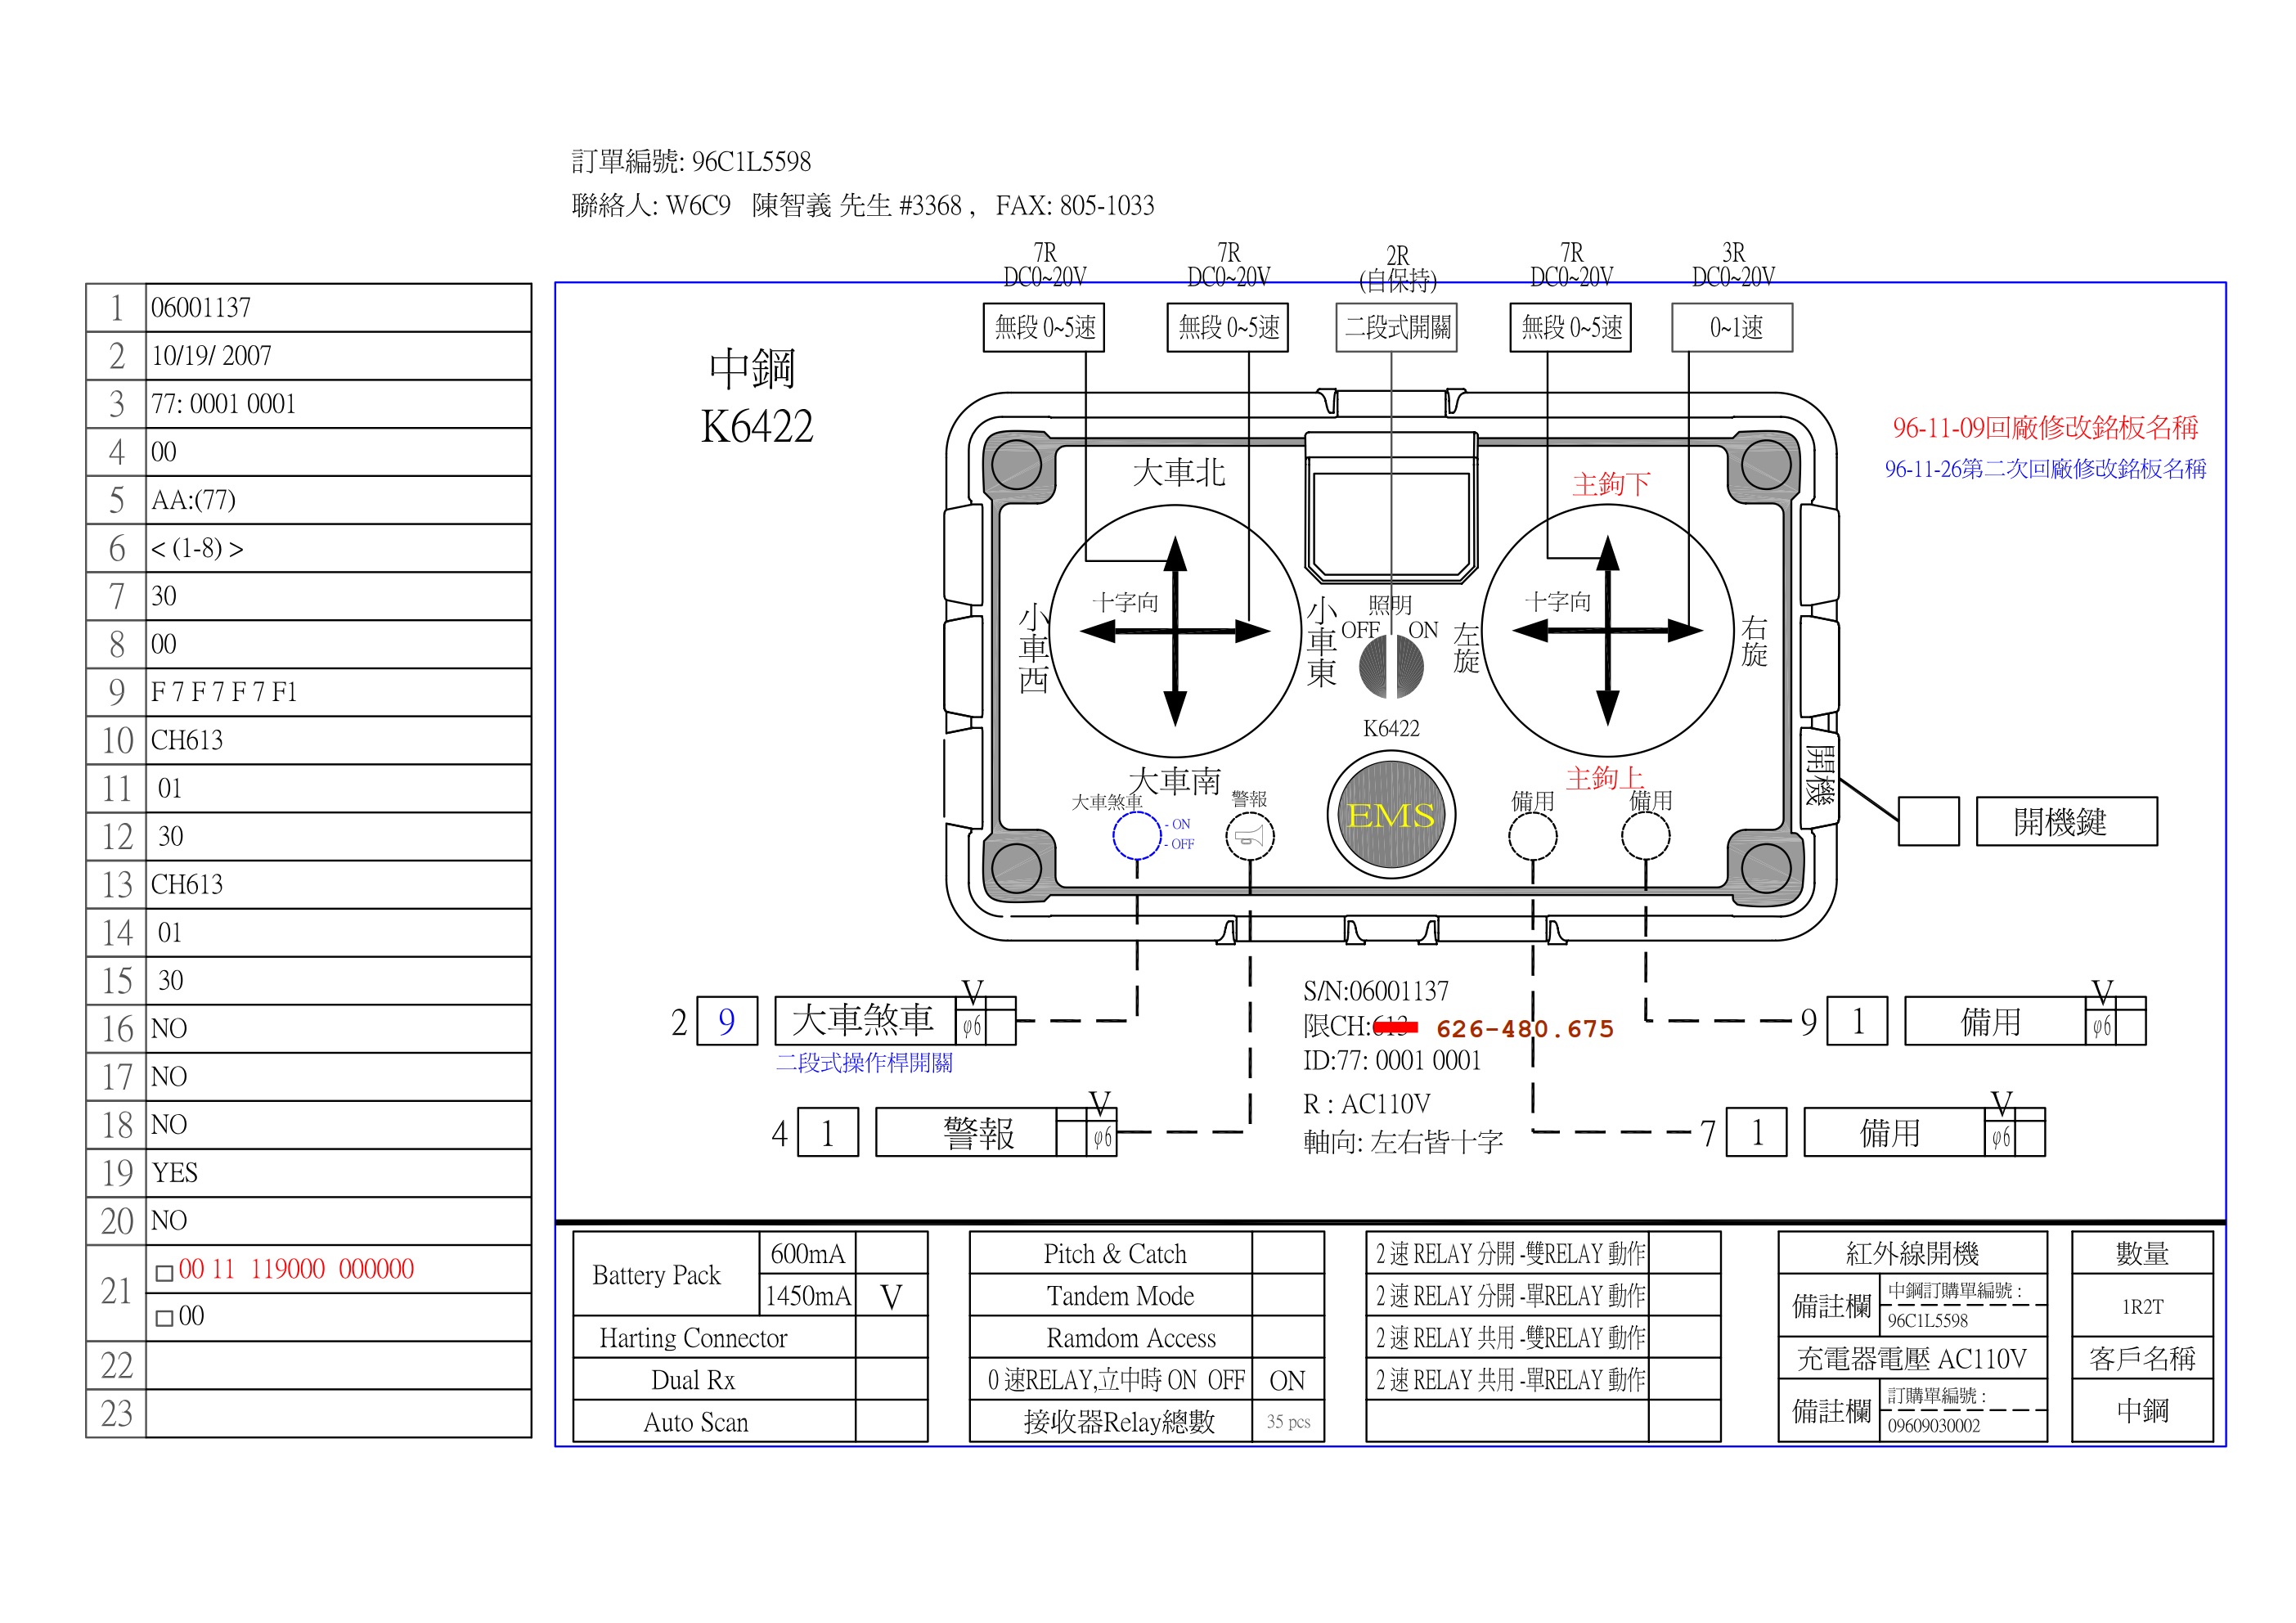 訂單編號: 96C1L5598
聯絡人: W6C9 陳智義 先生 #3368 , FAX: 805-1033
1 06001137
2 10/19/ 2007
3 77: 0001 0001
4 00
5 AA:(77)
6 < (1-8) >
7 30
8 00
9 F 7 F 7 F 7 F1
10 CH613
11 01
12 30
13 CH613
14 01
15 30
16 NO
17 NO
18 NO
19 YES
20 NO
21 □ 00 11 119000 000000
□ 00
22
23
7R
DC0~20V
無段 0~5速
7R
DC0~20V
無段 0~5速
2R
(自保持)
二段式開關
7R
DC0~20V
無段 0~5速
3R
DC0~20V
0~1速
中鋼
K6422
96-11-09回廠修改銘板名稱
96-11-26第二次回廠修改銘板名稱
大車北
主鉤下
十字向
小車西
小車東
照明
OFF ON
十字向
左旋
右旋
K6422
大車南
主鉤上
開機
大車煞車
- ON
- OFF
警報
EMS
備用
備用
開機鍵
2 9 大車煞車 V φ6
二段式操作桿開關
4 1 警報 V φ6
S/N:06001137
限CH:613 626-480.675
ID:77: 0001 0001
R : AC110V
軸向: 左右皆十字
9 1 備用 V φ6
7 1 備用 V φ6
Battery Pack 600mA
1450mA V
Harting Connector
Dual Rx
Auto Scan
Pitch & Catch
Tandem Mode
Ramdom Access
0 速RELAY,立中時 ON OFF ON
接收器Relay總數 35 pcs
2 速 RELAY 分開 -雙RELAY 動作
2 速 RELAY 分開 -單RELAY 動作
2 速 RELAY 共用 -雙RELAY 動作
2 速 RELAY 共用 -單RELAY 動作
紅外線開機
備註欄 中鋼訂購單編號 :
96C1L5598
充電器電壓 AC110V
備註欄 訂購單編號 :
09609030002
數量
1R2T
客戶名稱
中鋼